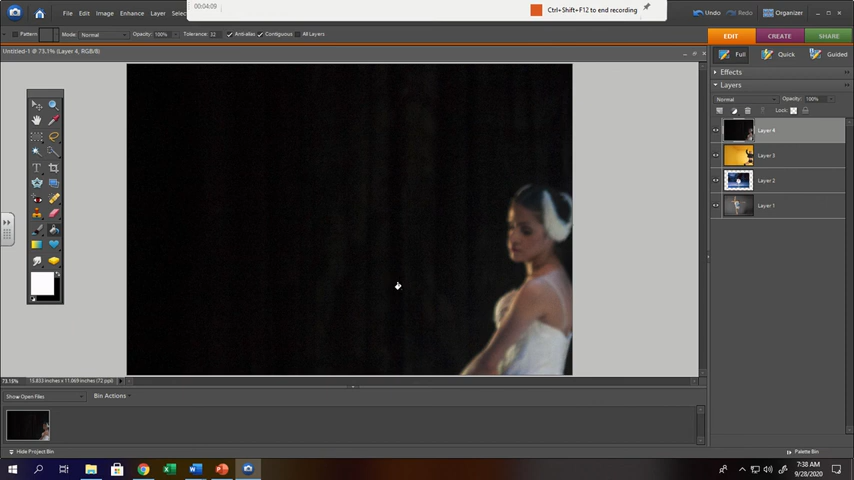 File Edit Image Enhance Layer Selec
00:04:09
Ctrl+Shift+F12 to end recording
Undo Redo Organizer
Pattern Mode: Normal Opacity: 100% Tolerance: 32 Anti-alias Contiguous All Layers
EDIT CREATE SHARE
Untitled-1 @ 73.1% (Layer 4, RGB/8)
Full Quick Guided
Effects
Layers
Normal Opacity: 100%
Lock:
Layer 4
Layer 3
Layer 2
Layer 1
73.15% 15.833 inches x 11.069 inches (72 ppi)
Show Open Files Bin Actions
Hide Project Bin
Palette Bin
7:38 AM
9/28/2020